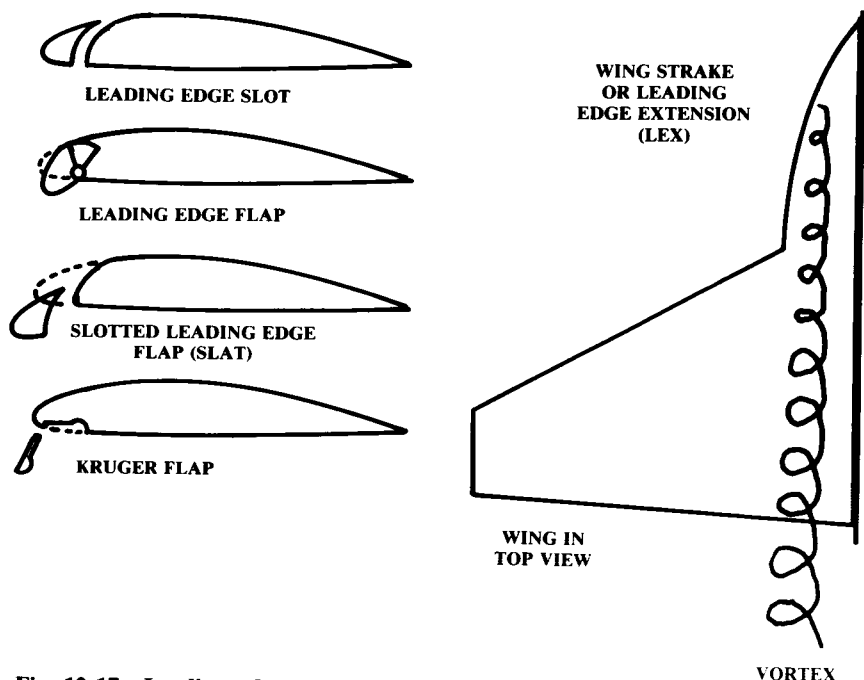 LEADING EDGE SLOT
LEADING EDGE FLAP
SLOTTED LEADING EDGE
FLAP (SLAT)
KRUGER FLAP
WING STRAKE
OR LEADING
EDGE EXTENSION
(LEX)
WING IN
TOP VIEW
VORTEX